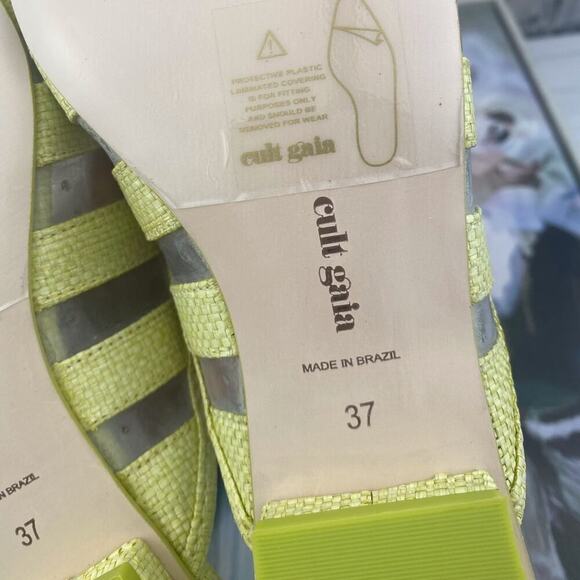 PROTECTIVE PLASTIC
LAMINATED COVERING
IS FOR FITTING
PURPOSES ONLY
AND SHOULD BE
REMOVED FOR WEAR
cult gaia
cult gaia
MADE IN BRAZIL
37
IN BRAZIL
37